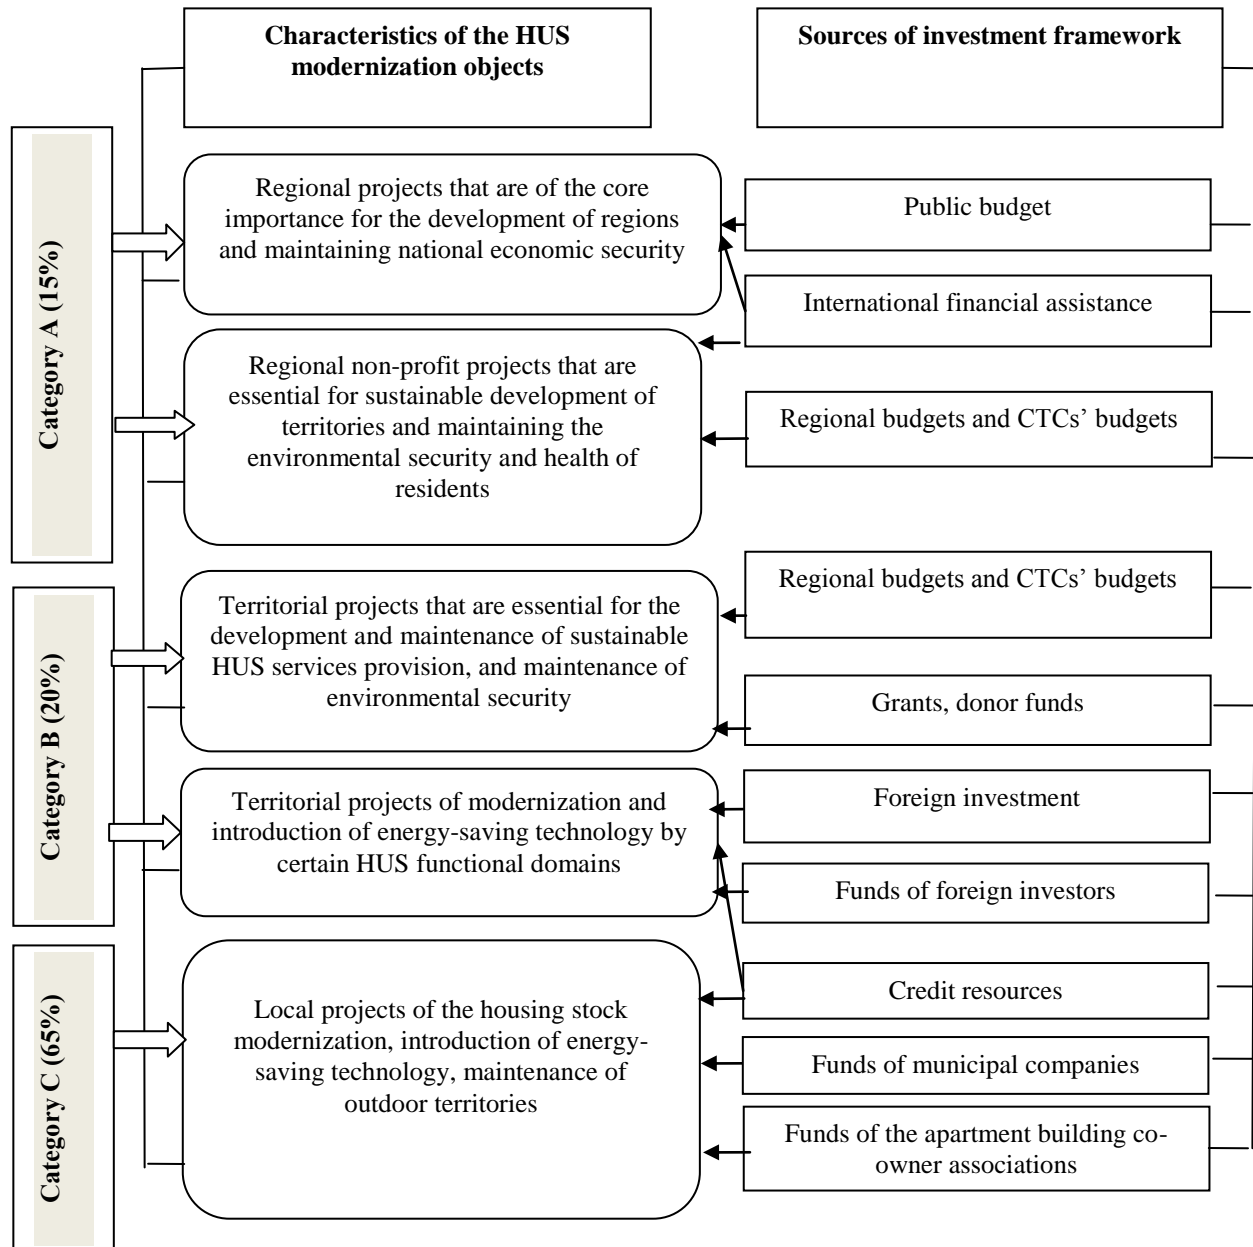 Characteristics of the HUS
modernization objects
Sources of investment framework
Category A (15%)
Regional projects that are of the core
importance for the development of regions
and maintaining national economic security
Public budget
International financial assistance
Regional non-profit projects that are
essential for sustainable development of
territories and maintaining the
environmental security and health of
residents
Regional budgets and CTCs’ budgets
Category B (20%)
Territorial projects that are essential for the
development and maintenance of sustainable
HUS services provision, and maintenance of
environmental security
Regional budgets and CTCs’ budgets
Grants, donor funds
Territorial projects of modernization and
introduction of energy-saving technology by
certain HUS functional domains
Foreign investment
Funds of foreign investors
Category C (65%)
Local projects of the housing stock
modernization, introduction of energy-
saving technology, maintenance of
outdoor territories
Credit resources
Funds of municipal companies
Funds of the apartment building co-
owner associations